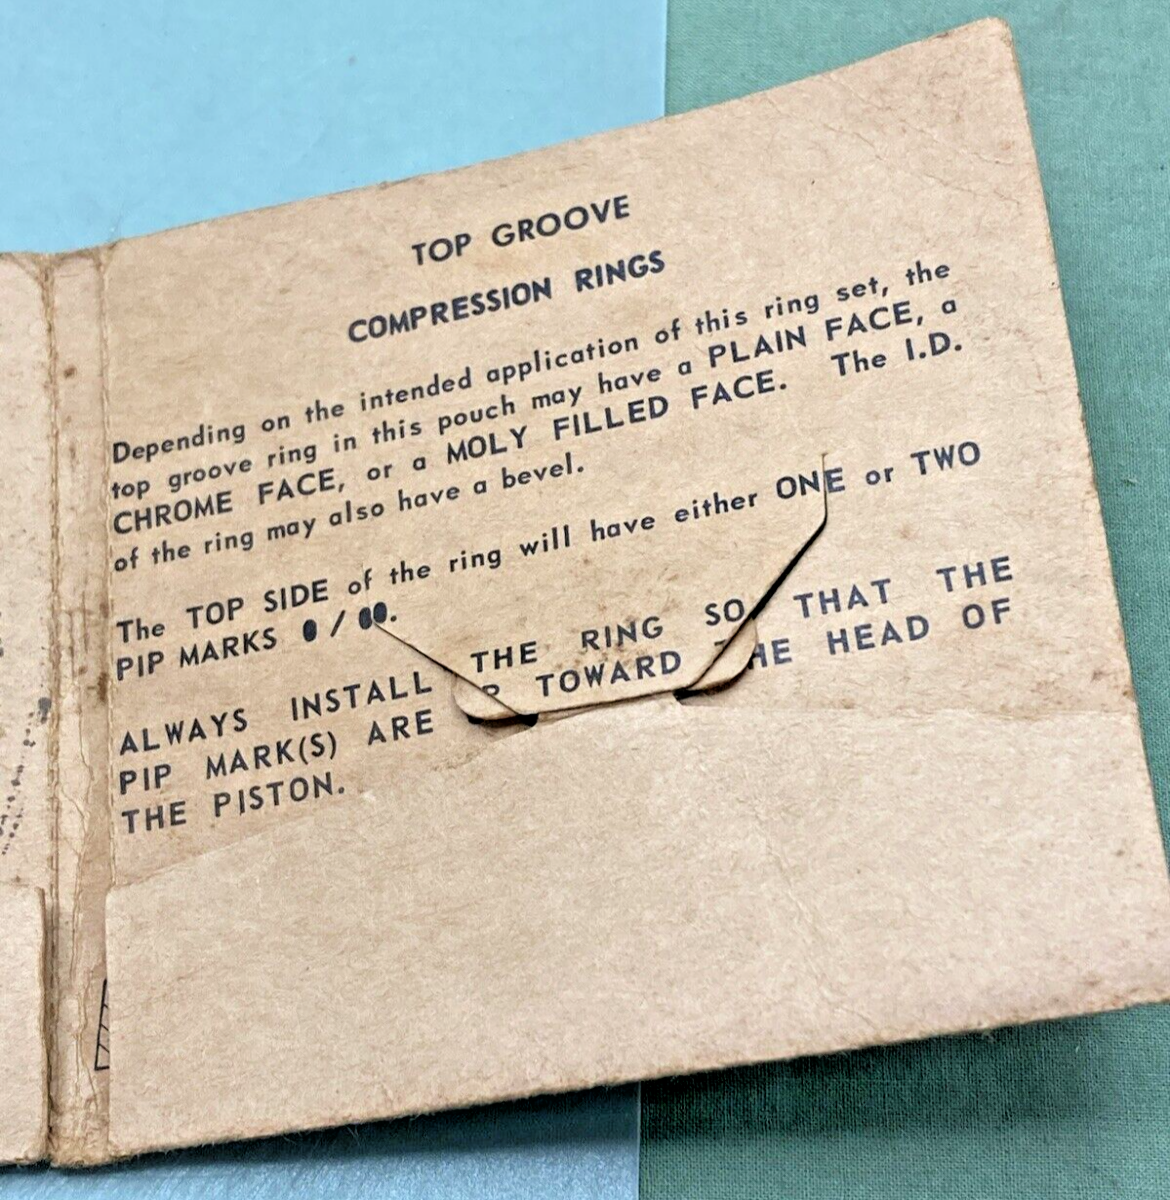 TOP GROOVE
COMPRESSION RINGS
Depending on the intended application of this ring set, the
top groove ring in this pouch may have a PLAIN FACE, a
CHROME FACE, or a MOLY FILLED FACE. The I.D.
of the ring may also have a bevel.
The TOP SIDE of the ring will have either ONE or TWO
PIP MARKS ⬮ / ⬮⬮.
ALWAYS INSTALL THE RING SO THAT THE
PIP MARK(S) ARE TOWARD THE HEAD OF
THE PISTON.